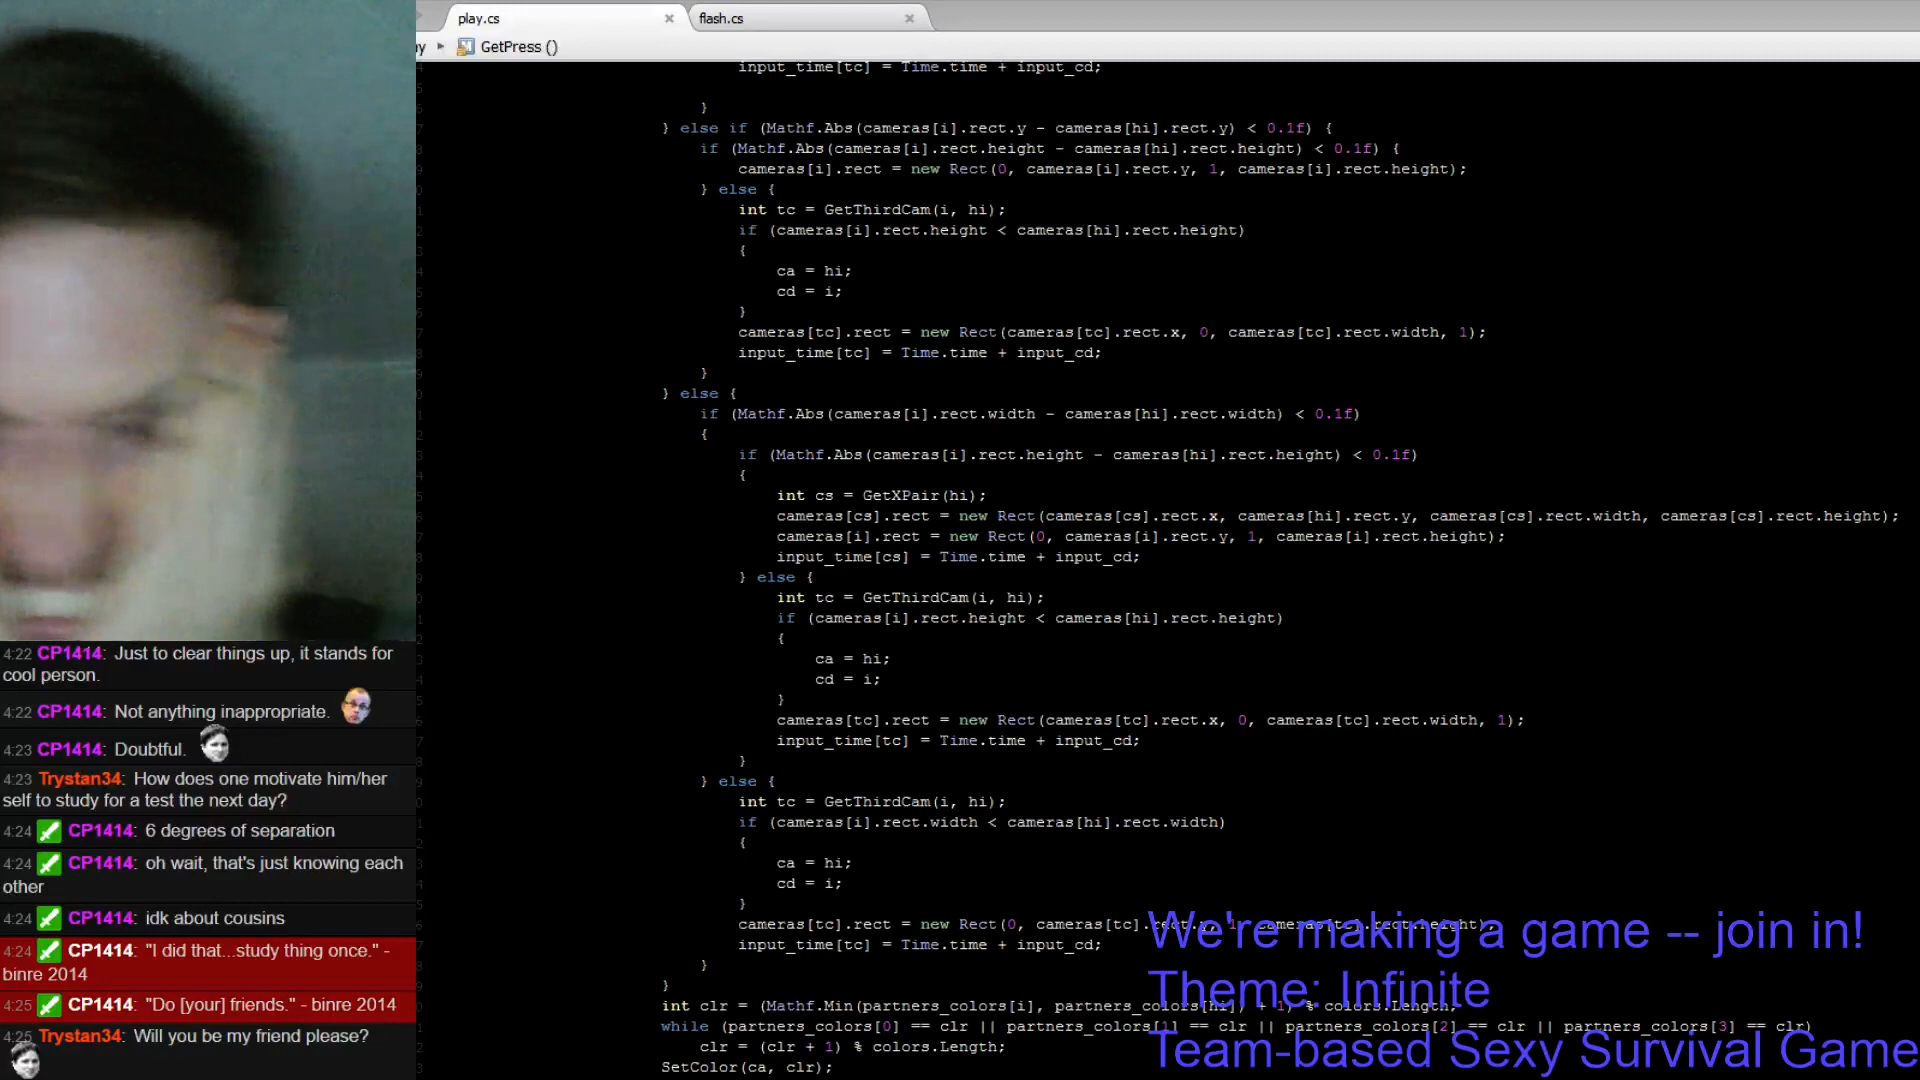 play.cs
flash.cs
GetPress ()
input_time[tc] = Time.time + input_cd;
}
} else if (Mathf.Abs(cameras[i].rect.y - cameras[hi].rect.y) < 0.1f) {
if (Mathf.Abs(cameras[i].rect.height - cameras[hi].rect.height) < 0.1f) {
cameras[i].rect = new Rect(0, cameras[i].rect.y, 1, cameras[i].rect.height);
} else {
int tc = GetThirdCam(i, hi);
if (cameras[i].rect.height < cameras[hi].rect.height)
{
ca = hi;
cd = i;
}
cameras[tc].rect = new Rect(cameras[tc].rect.x, 0, cameras[tc].rect.width, 1);
input_time[tc] = Time.time + input_cd;
}
} else {
if (Mathf.Abs(cameras[i].rect.width - cameras[hi].rect.width) < 0.1f)
{
if (Mathf.Abs(cameras[i].rect.height - cameras[hi].rect.height) < 0.1f)
{
int cs = GetXPair(hi);
cameras[cs].rect = new Rect(cameras[cs].rect.x, cameras[hi].rect.y, cameras[cs].rect.width, cameras[cs].rect.height);
cameras[i].rect = new Rect(0, cameras[i].rect.y, 1, cameras[i].rect.height);
input_time[cs] = Time.time + input_cd;
} else {
int tc = GetThirdCam(i, hi);
if (cameras[i].rect.height < cameras[hi].rect.height)
{
ca = hi;
cd = i;
}
cameras[tc].rect = new Rect(cameras[tc].rect.x, 0, cameras[tc].rect.width, 1);
input_time[tc] = Time.time + input_cd;
}
} else {
int tc = GetThirdCam(i, hi);
if (cameras[i].rect.width < cameras[hi].rect.width)
{
ca = hi;
cd = i;
}
cameras[tc].rect = new Rect(0, cameras[tc].rect.y, 1, cameras[tc].rect.height);
input_time[tc] = Time.time + input_cd;
}
}
int clr = (Mathf.Min(partners_colors[i], partners_colors[hi]) + 1) % colors.Length;
while (partners_colors[0] == clr || partners_colors[1] == clr || partners_colors[2] == clr || partners_colors[3] == clr)
clr = (clr + 1) % colors.Length;
SetColor(ca, clr);
We're making a game -- join in!
Theme: Infinite
Team-based Sexy Survival Game
4:22 CP1414: Just to clear things up, it stands for
cool person.
4:22 CP1414: Not anything inappropriate.
4:23 CP1414: Doubtful.
4:23 Trystan34: How does one motivate him/her
self to study for a test the next day?
4:24 CP1414: 6 degrees of separation
4:24 CP1414: oh wait, that's just knowing each
other
4:24 CP1414: idk about cousins
4:24 CP1414: "I did that...study thing once." -
binre 2014
4:25 CP1414: "Do [your] friends." - binre 2014
4:25 Trystan34: Will you be my friend please?